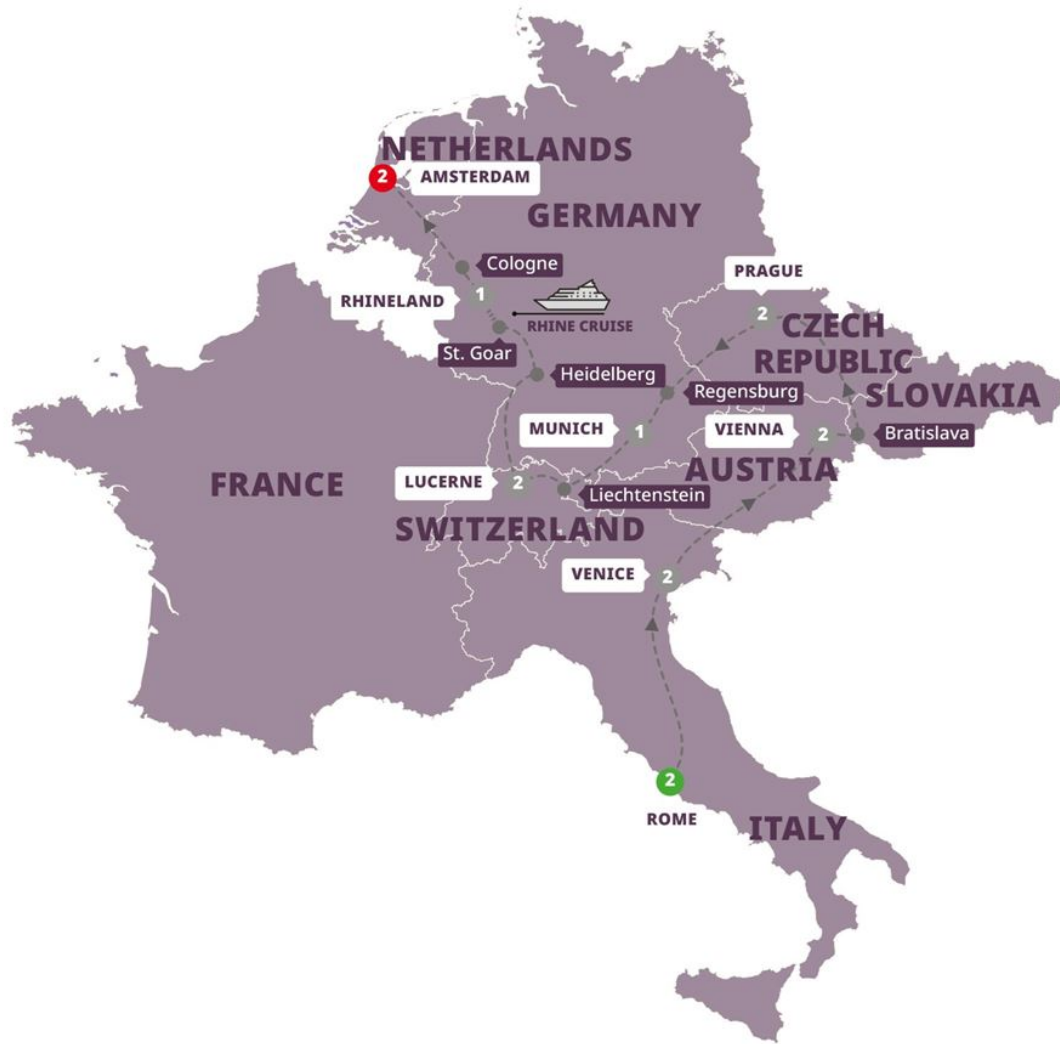 NETHERLANDS
2
AMSTERDAM
GERMANY
Cologne
PRAGUE
RHINELAND
1
RHINE CRUISE
2
CZECH
REPUBLIC
St. Goar
Heidelberg
Regensburg
SLOVAKIA
MUNICH
1
VIENNA
2
Bratislava
AUSTRIA
FRANCE
LUCERNE
2
Liechtenstein
SWITZERLAND
VENICE
2
2
ROME
ITALY